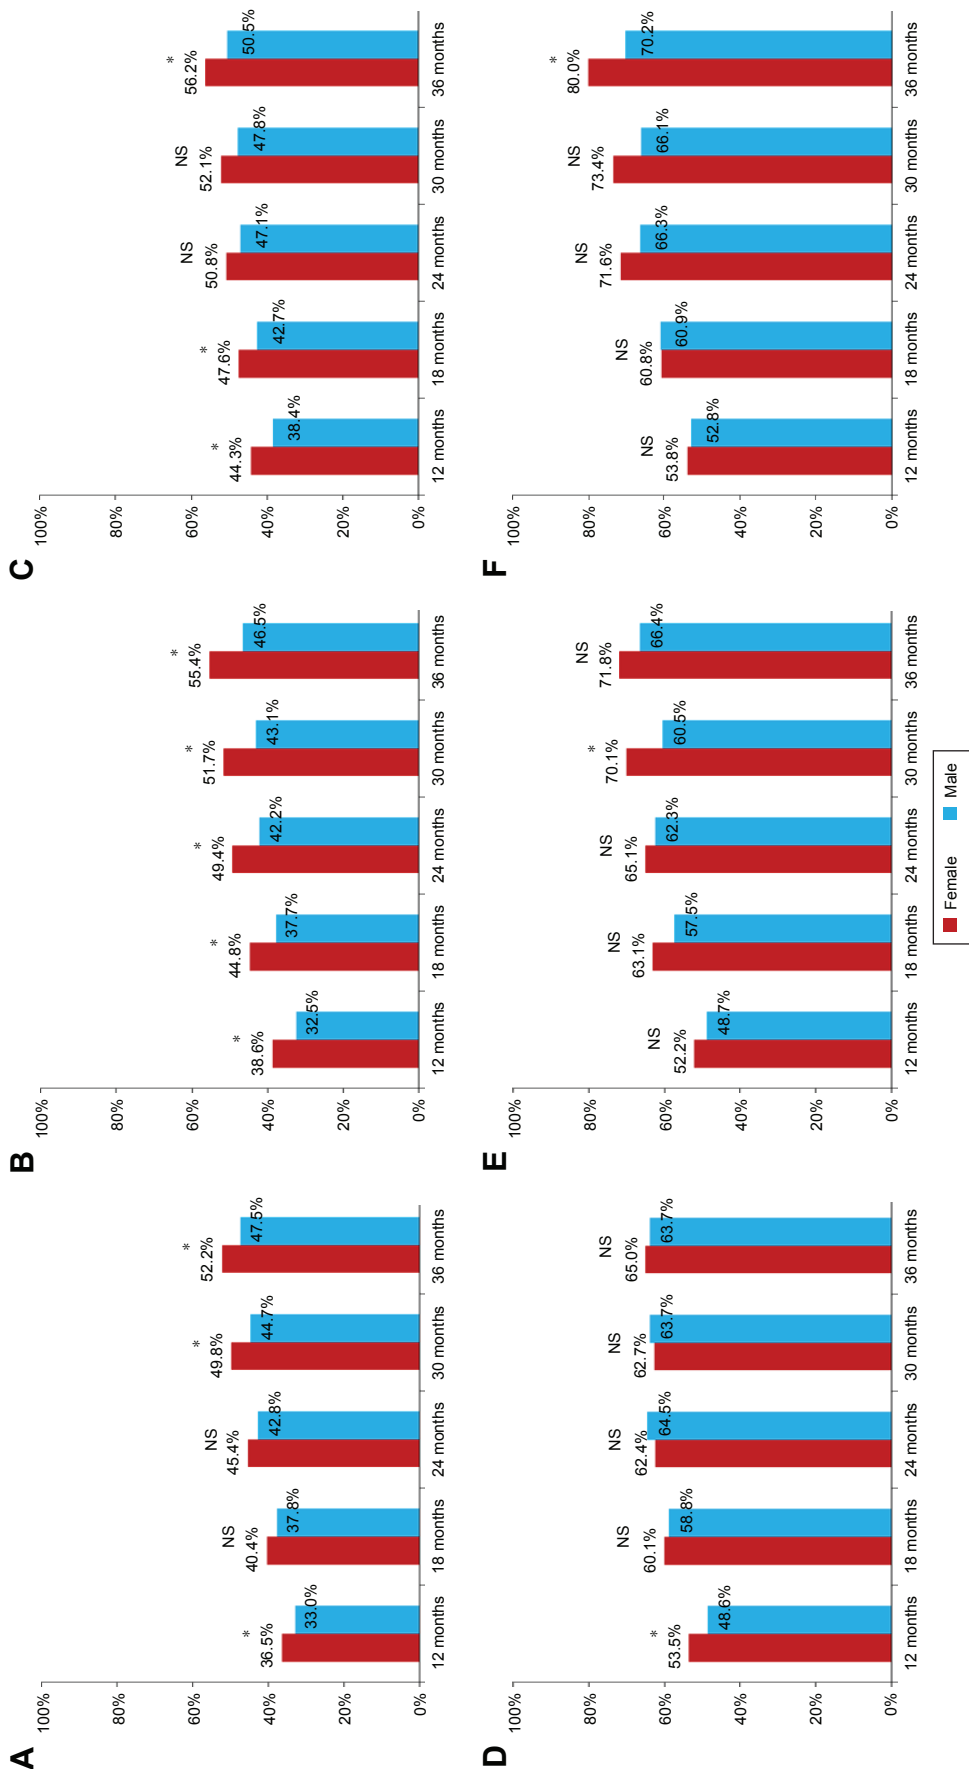 A
100%
80%
60%
40%
20%
0%
*
36.5%
33.0%
NS
40.4%
37.8%
NS
45.4%
42.8%
*
49.8%
44.7%
*
52.2%
47.5%
12 months
18 months
24 months
30 months
36 months
B
100%
80%
60%
40%
20%
0%
*
38.6%
32.5%
*
44.8%
37.7%
*
49.4%
42.2%
*
51.7%
43.1%
*
55.4%
46.5%
12 months
18 months
24 months
30 months
36 months
C
100%
80%
60%
40%
20%
0%
*
44.3%
38.4%
*
47.6%
42.7%
NS
50.8%
47.1%
NS
52.1%
47.8%
*
56.2%
50.5%
12 months
18 months
24 months
30 months
36 months
D
100%
80%
60%
40%
20%
0%
*
53.5%
48.6%
NS
60.1%
58.8%
NS
62.4%
64.5%
NS
62.7%
63.7%
NS
65.0%
63.7%
12 months
18 months
24 months
30 months
36 months
E
100%
80%
60%
40%
20%
0%
NS
52.2%
48.7%
NS
63.1%
57.5%
NS
65.1%
62.3%
*
70.1%
60.5%
NS
71.8%
66.4%
12 months
18 months
24 months
30 months
36 months
F
100%
80%
60%
40%
20%
0%
NS
53.8%
52.8%
NS
60.8%
60.9%
NS
71.6%
66.3%
NS
73.4%
66.1%
*
80.0%
70.2%
12 months
18 months
24 months
30 months
36 months
Female
Male